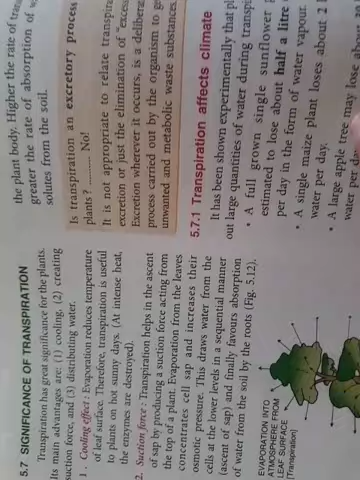 5.7 SIGNIFICANCE OF TRANSPIRATION
Transpiration has great significance for the plants.
Its main advantages are: (1) cooling, (2) creating
suction force, and (3) distributing water.
1. Cooling effect : Evaporation reduces temperature
of leaf surface. Therefore, transpiration is useful
to plants on hot sunny days. (At intense heat,
the enzymes are destroyed).
2. Suction force : Transpiration helps in the ascent
of sap by producing a suction force acting from
the top of a plant. Evaporation from the leaves
concentrates cell sap and increases their
osmotic pressure. This draws water from the
cells at the lower levels in a sequential manner
(ascent of sap) and finally favours absorption
of water from the soil by the roots (Fig. 5.12).
EVAPORATION INTO
ATMOSPHERE FROM
LEAF SURFACE
(Transpiration)
the plant body. Higher the rate of
greater the rate of absorption of
solutes from the soil.
Is transpiration an excretory process
plants ? ......... No!
It is not appropriate to relate
excretion or just the elimination of
Excretion wherever it occurs, is a
process carried out by the organism to
unwanted and metabolic waste substances.
5.7.1 Transpiration affects climate
It has been shown experimentally that
out large quantities of water during
• A full grown single sunflower
estimated to lose about half a litre
per day in the form of water vapour.
• A single maize plant loses about 2
water per day.
• A large apple tree may lose
water per